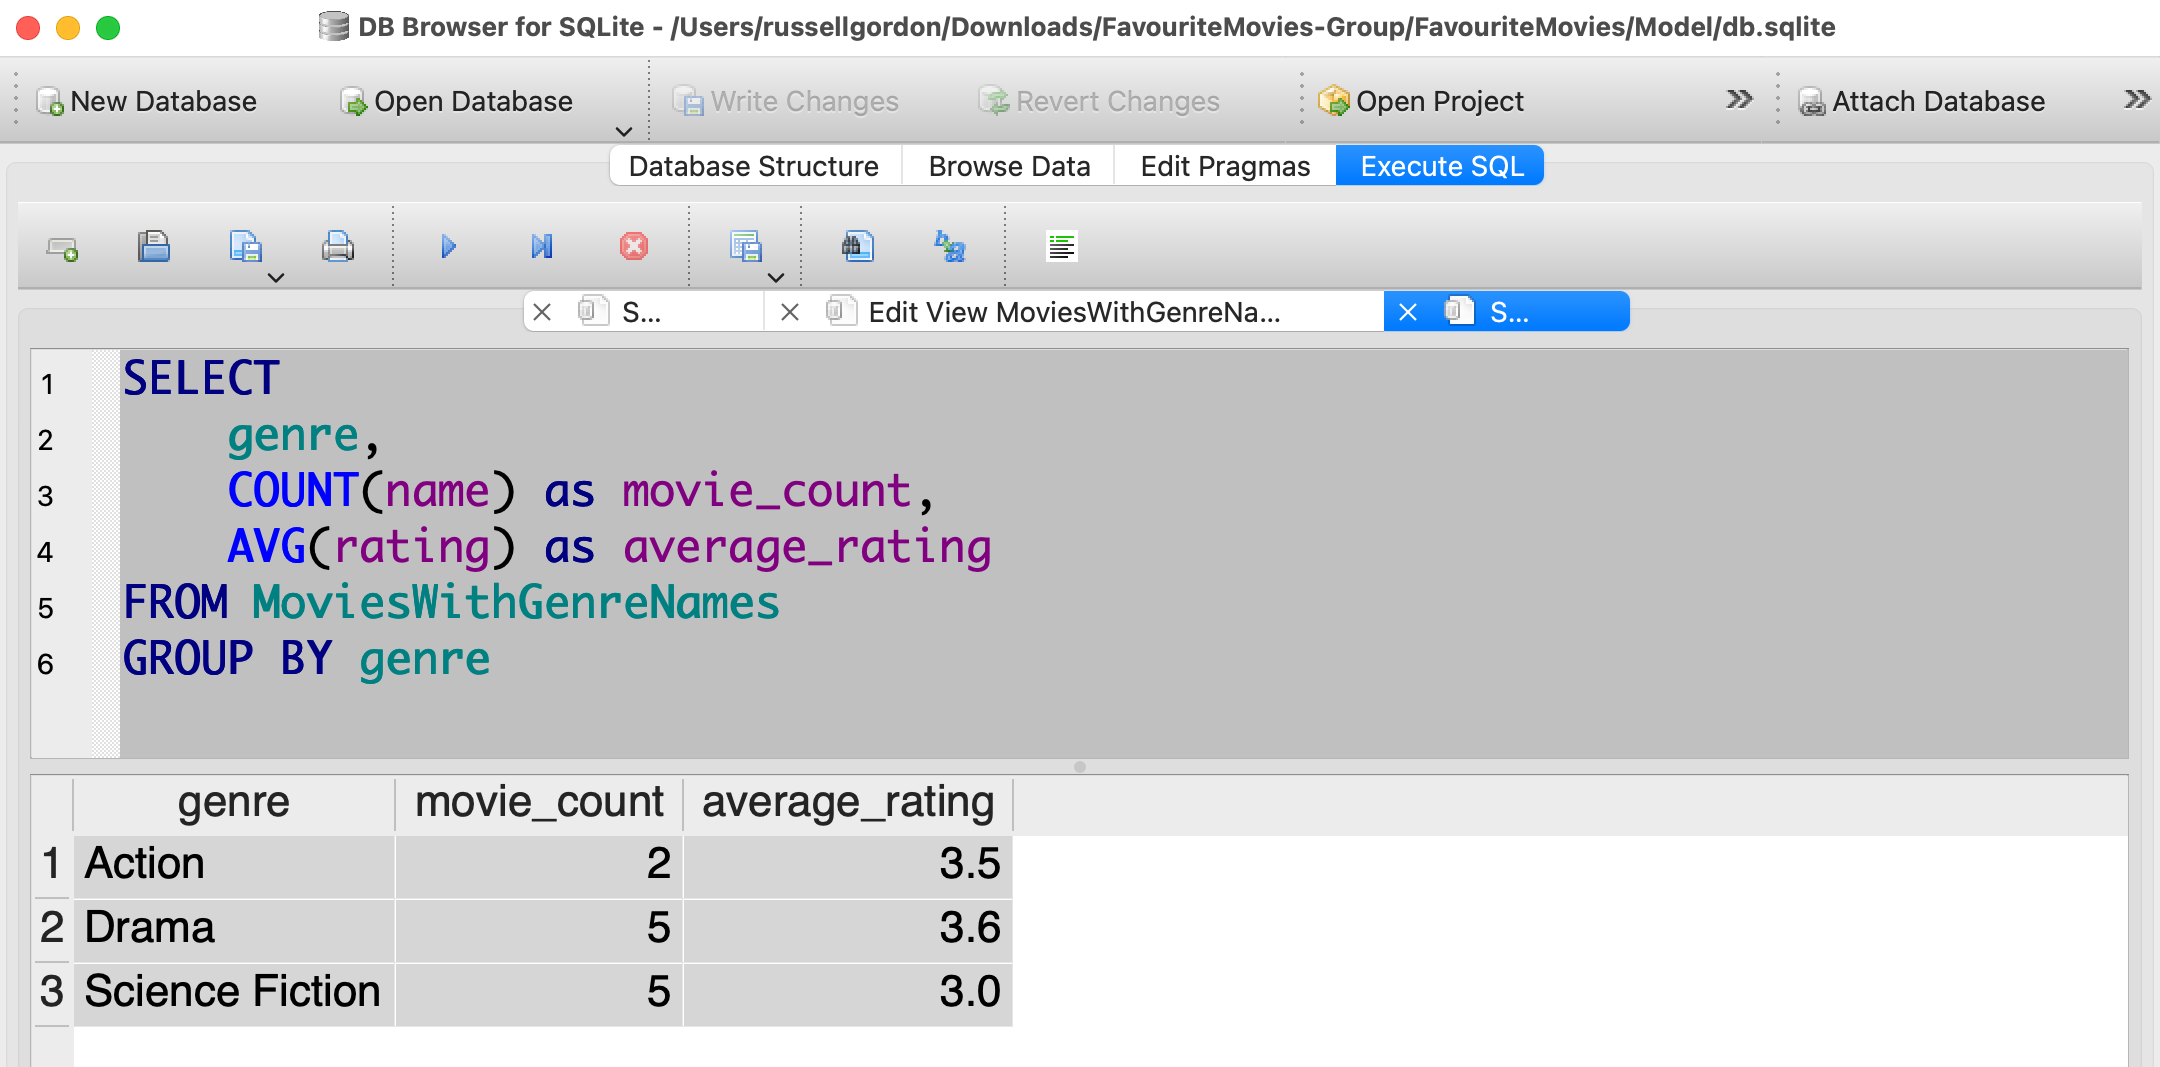 DB Browser for SQLite - /Users/russellgordon/Downloads/FavouriteMovies-Group/FavouriteMovies/Model/db.sqlite
New Database Open Database Write Changes Revert Changes Open Project Attach Database
Database Structure Browse Data Edit Pragmas Execute SQL
S... Edit View MoviesWithGenreNa... S...
1 SELECT
2 genre,
3 COUNT(name) as movie_count,
4 AVG(rating) as average_rating
5 FROM MoviesWithGenreNames
6 GROUP BY genre
genre movie_count average_rating
1 Action 2 3.5
2 Drama 5 3.6
3 Science Fiction 5 3.0